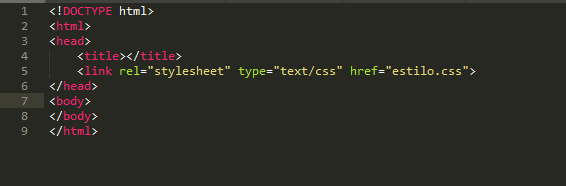 1 <!DOCTYPE html>
2 <html>
3 <head>
4     <title></title>
5     <link rel="stylesheet" type="text/css" href="estilo.css">
6 </head>
7 <body>
8 </body>
9 </html>